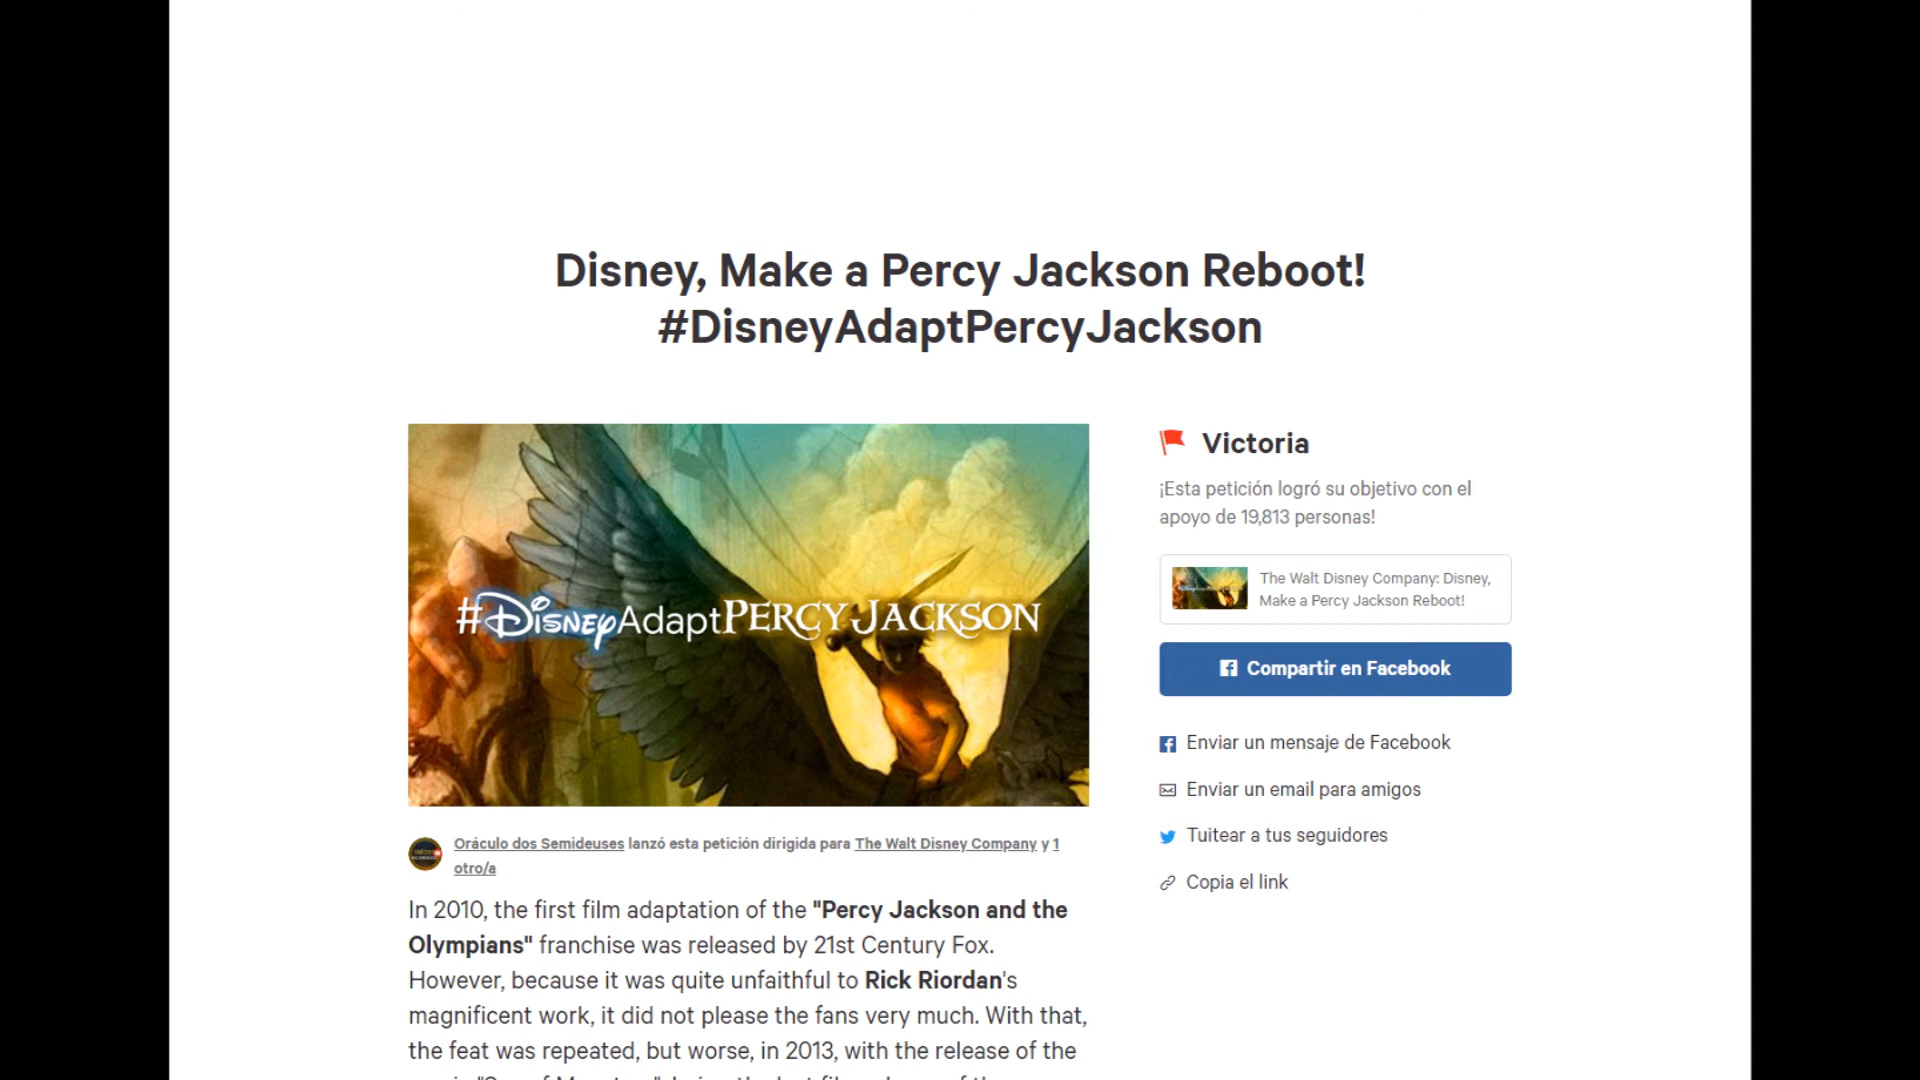 Disney, Make a Percy Jackson Reboot!
#DisneyAdaptPercyJackson
#DisneyAdaptPERCY JACKSON
Oráculo dos Semideuses lanzó esta petición dirigida para The Walt Disney Company y 1
otro/a
In 2010, the first film adaptation of the "Percy Jackson and the
Olympians" franchise was released by 21st Century Fox.
However, because it was quite unfaithful to Rick Riordan's
magnificent work, it did not please the fans very much. With that,
the feat was repeated, but worse, in 2013, with the release of the
Victoria
¡Esta petición logró su objetivo con el
apoyo de 19,813 personas!
The Walt Disney Company: Disney,
Make a Percy Jackson Reboot!
Compartir en Facebook
Enviar un mensaje de Facebook
Enviar un email para amigos
Tuitear a tus seguidores
Copia el link